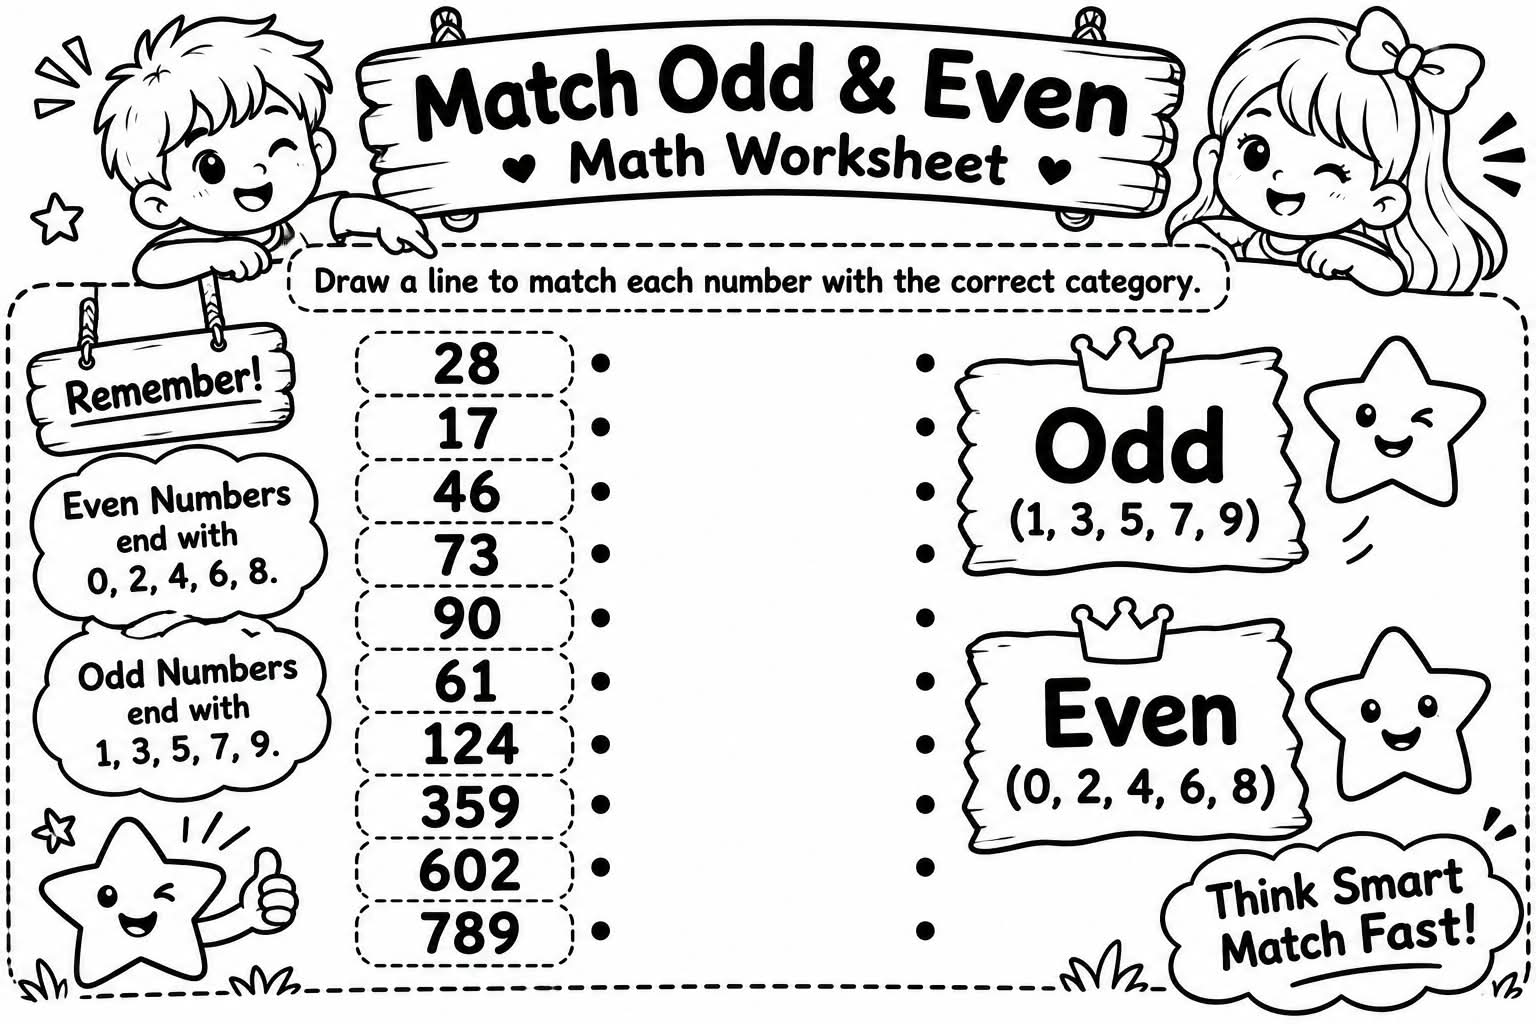 Match Odd & Even
♥ Math Worksheet ♥
Draw a line to match each number with the correct category.
Remember!
Even Numbers
end with
0, 2, 4, 6, 8.
Odd Numbers
end with
1, 3, 5, 7, 9.
28
17
46
73
90
61
124
359
602
789
Odd
(1, 3, 5, 7, 9)
Even
(0, 2, 4, 6, 8)
Think Smart
Match Fast!